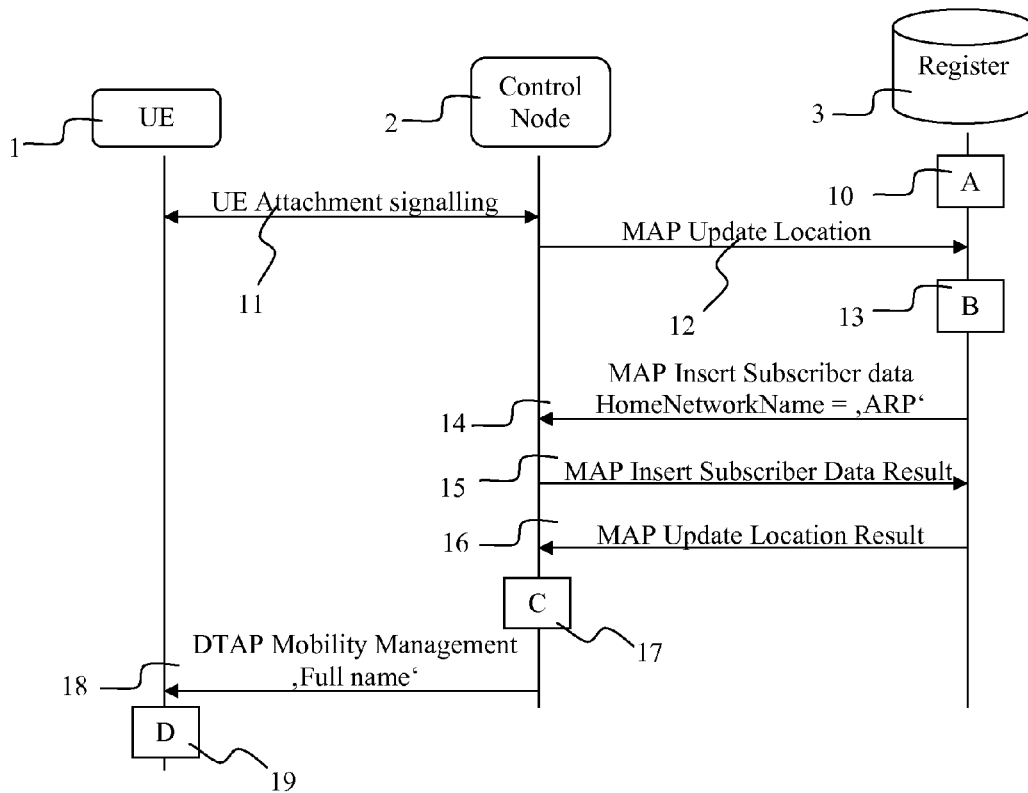 Register
3
Control
Node
2
UE
1
A
10
UE Attachment signalling
11
MAP Update Location
12
B
13
MAP Insert Subscriber data
HomeNetworkName = ‚ARP‘
14
MAP Insert Subscriber Data Result
15
MAP Update Location Result
16
C
17
DTAP Mobility Management
‚Full name‘
18
D
19